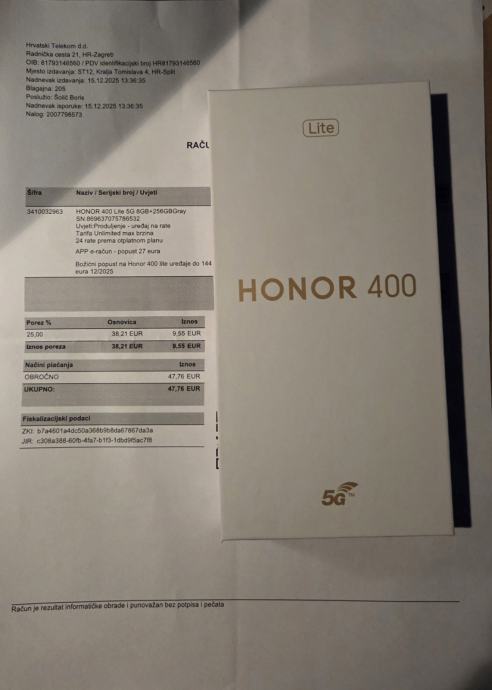 Hrvatski Telekom d.d.
Radnička cesta 21, HR-Zagreb
OIB: 81793146560 / PDV identifikacijski broj HR81793146560
Mjesto izdavanja: ST12, Kralja Tomislava 4, HR-Split
Nadnevak izdavanja: 15.12.2025 13:36:35
Blagajna: 205
Poslužio: Šolić Boris
Nadnevak isporuke: 15.12.2025 13:36:35
Nalog: 2007798573
RAČU
Šifra Naziv / Serijski broj / Uvjeti
3410032963 HONOR 400 Lite 5G 8GB+256GBGray
SN:869637075786532
Uvjeti:Produljenje - uređaj na rate
Tarifa Unlimited max brzina
24 rate prema otplatnom planu
APP e-račun - popust 27 eura
Božićni popust na Honor 400 lite uređaje do 144
eura 12/2025
Porez % Osnovica Iznos
25,00 38,21 EUR 9,55 EUR
Iznos poreza 38,21 EUR 9,55 EUR
Načini plaćanja Iznos
OBROČNO 47,76 EUR
UKUPNO: 47,76 EUR
Fiskalizacijski podaci
ZKI: b7a4601a4dc50a368b9b8da67867da3a
JIR: c308a388-60fb-4fa7-b1f3-1dbd9f5ac7f8
Račun je rezultat informatičke obrade i punovažan bez potpisa i pečata
Lite
HONOR 400
5G TM